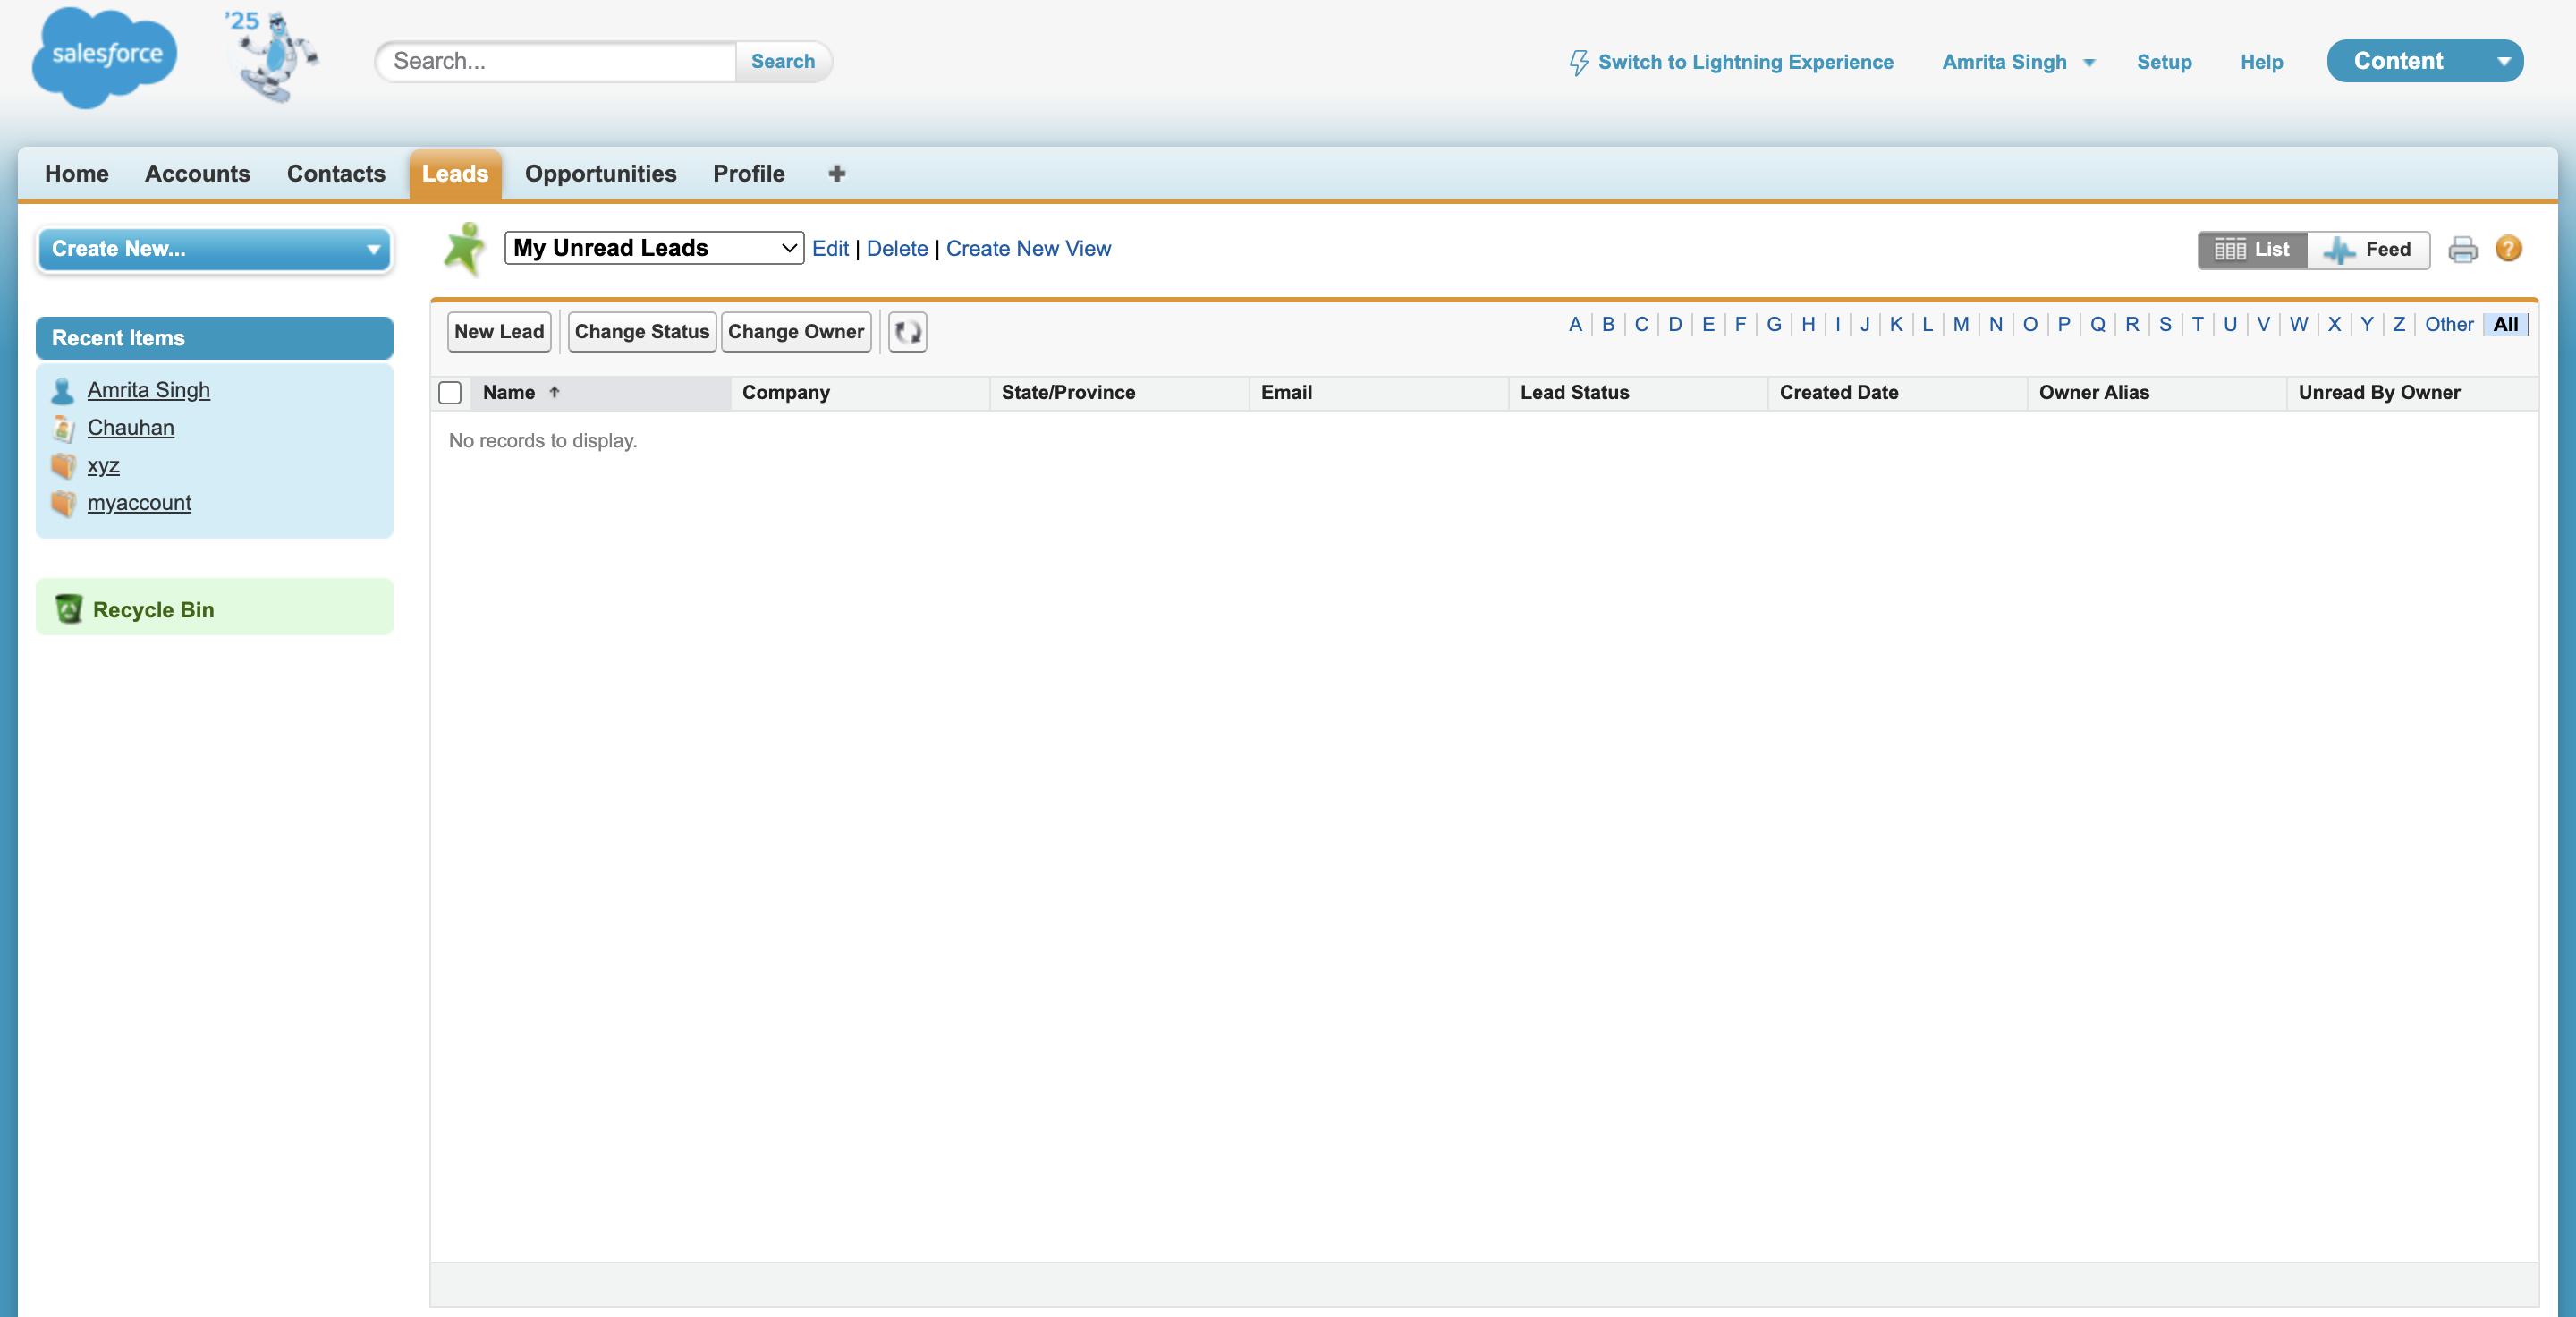 salesforce
'25
Search...
Search
Switch to Lightning Experience
Amrita Singh
Setup
Help
Content
Home Accounts Contacts Leads Opportunities Profile
Create New...
My Unread Leads Edit | Delete | Create New View
List Feed
?
Recent Items
Amrita Singh
Chauhan
xyz
myaccount
Recycle Bin
New Lead Change Status Change Owner
A | B | C | D | E | F | G | H | I | J | K | L | M | N | O | P | Q | R | S | T | U | V | W | X | Y | Z | Other | All
Name Company State/Province Email Lead Status Created Date Owner Alias Unread By Owner
No records to display.